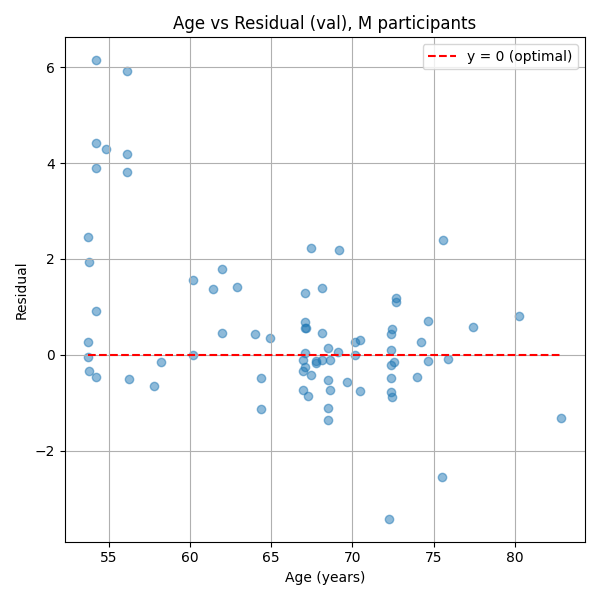 Age vs Residual (val), M participants
y = 0 (optimal)
6
4
2
0
−2
Residual
55
60
65
70
75
80
Age (years)